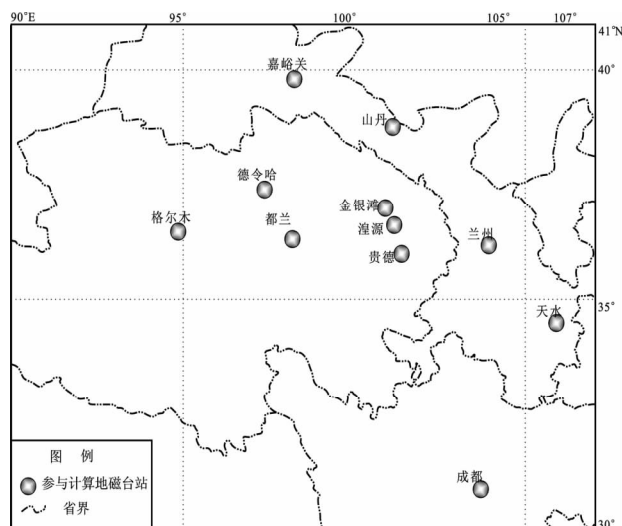 90°E 95° 100° 105° 107°
41°N
40°
嘉峪关
山丹
德令哈
金银滩
格尔木
都兰
湟源
兰州
贵德
35°
天水
成都
图 例
参与计算地磁台站
省界
30°